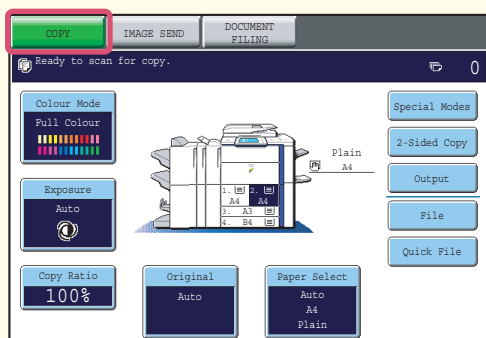 COPY
IMAGE SEND
DOCUMENT
FILING
Ready to scan for copy.
0
Colour Mode
Full Colour
Exposure
Auto
Copy Ratio
100%
Original
Auto
Paper Select
Auto
A4
Plain
1.
A4
2.
A4
3. A3
4. B4
Plain
A4
Special Modes
2-Sided Copy
Output
File
Quick File